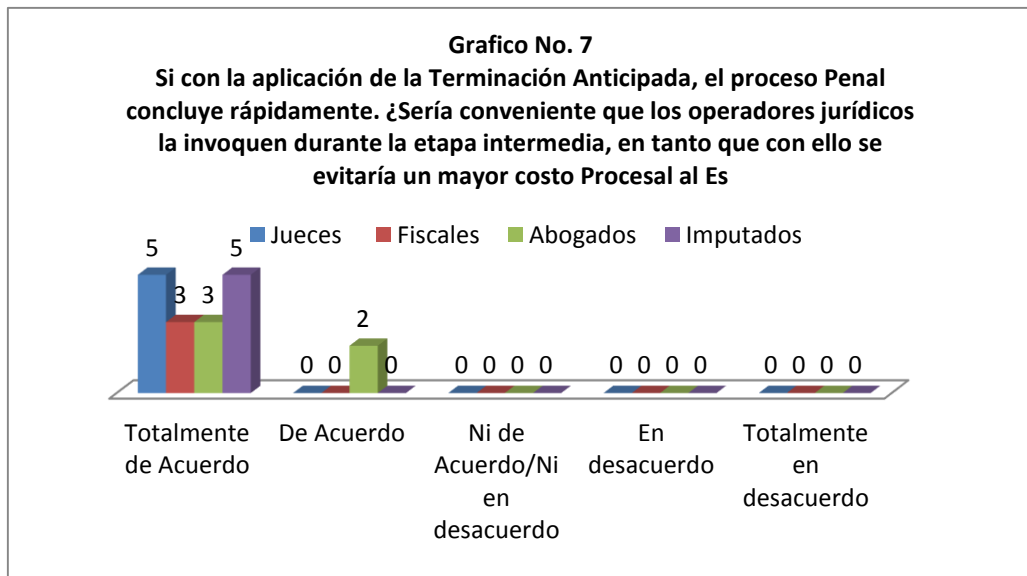 Grafico No. 7
Si con la aplicación de la Terminación Anticipada, el proceso Penal
concluye rápidamente. ¿Sería conveniente que los operadores jurídicos
la invoquen durante la etapa intermedia, en tanto que con ello se
evitaría un mayor costo Procesal al Es
Jueces Fiscales Abogados Imputados
5 3 3 5
0 0 2 0
0 0 0 0
0 0 0 0
0 0 0 0
Totalmente
de Acuerdo
De Acuerdo
Ni de
Acuerdo/Ni
en
desacuerdo
En
desacuerdo
Totalmente
en
desacuerdo